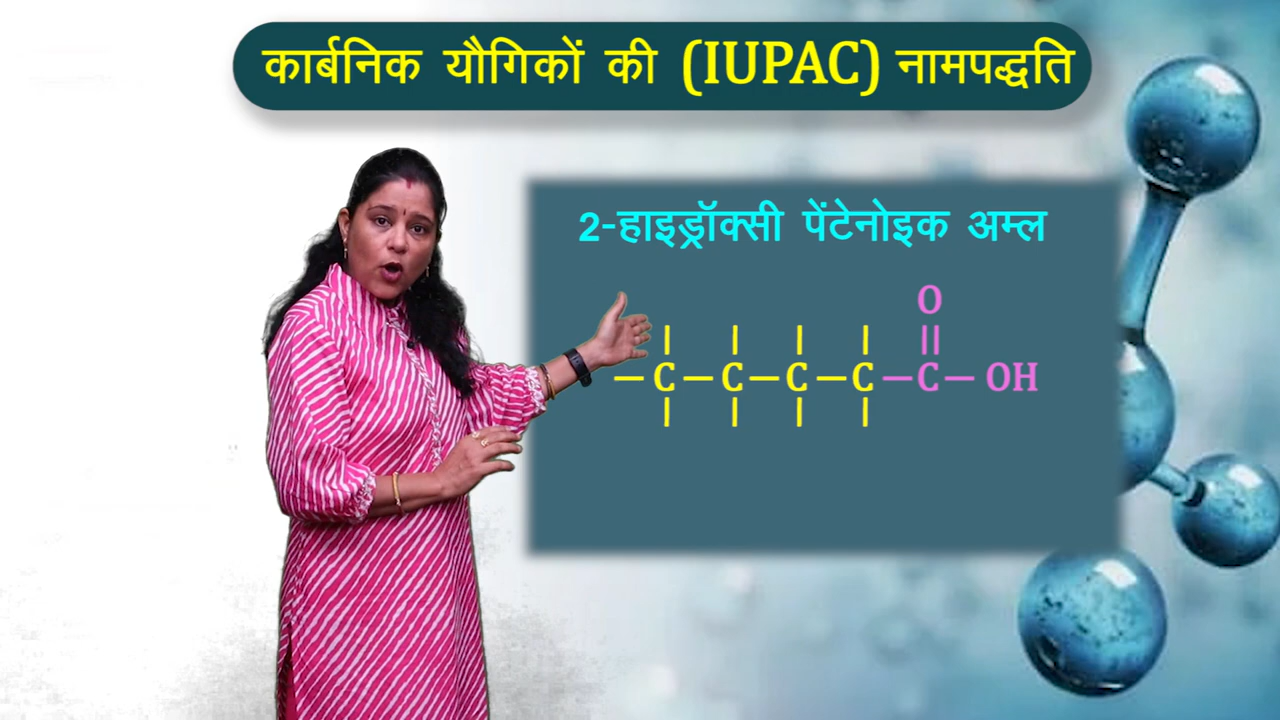 कार्बनिक यौगिकों की (IUPAC) नामपद्धति
2-हाइड्रॉक्सी पेंटेनोइक अम्ल
O
– C – C – C – C – C – OH